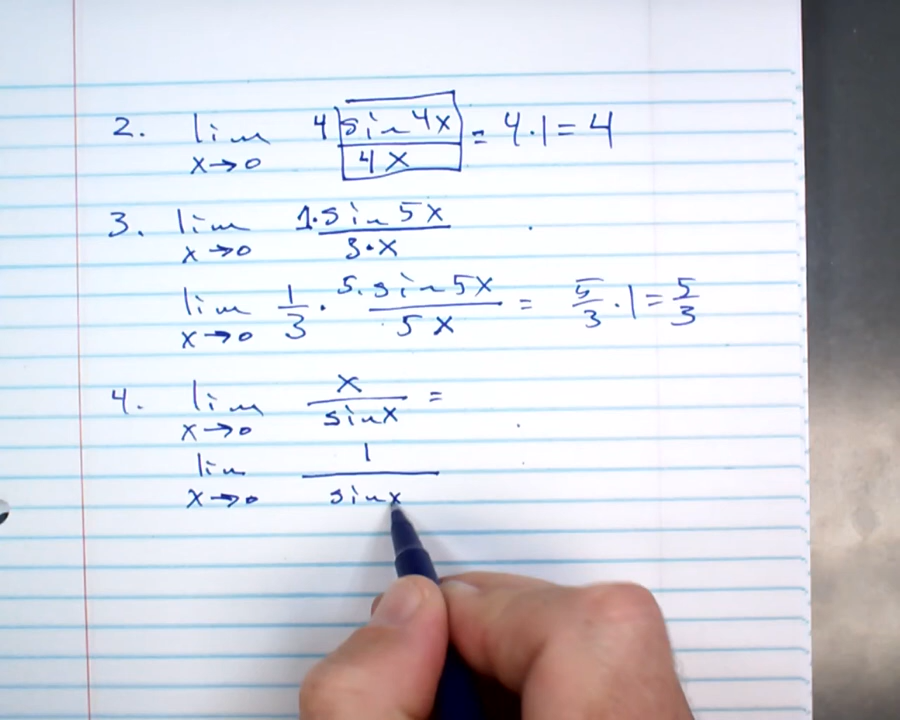 2. lim x→0 4 sin 4x / 4x = 4·1 = 4
3. lim x→0 1·sin 5x / 3·x
lim x→0 1/3 · 5·sin 5x / 5x = 5/3 · 1 = 5/3
4. lim x→0 x / sin x =
lim x→0 1 / sin x